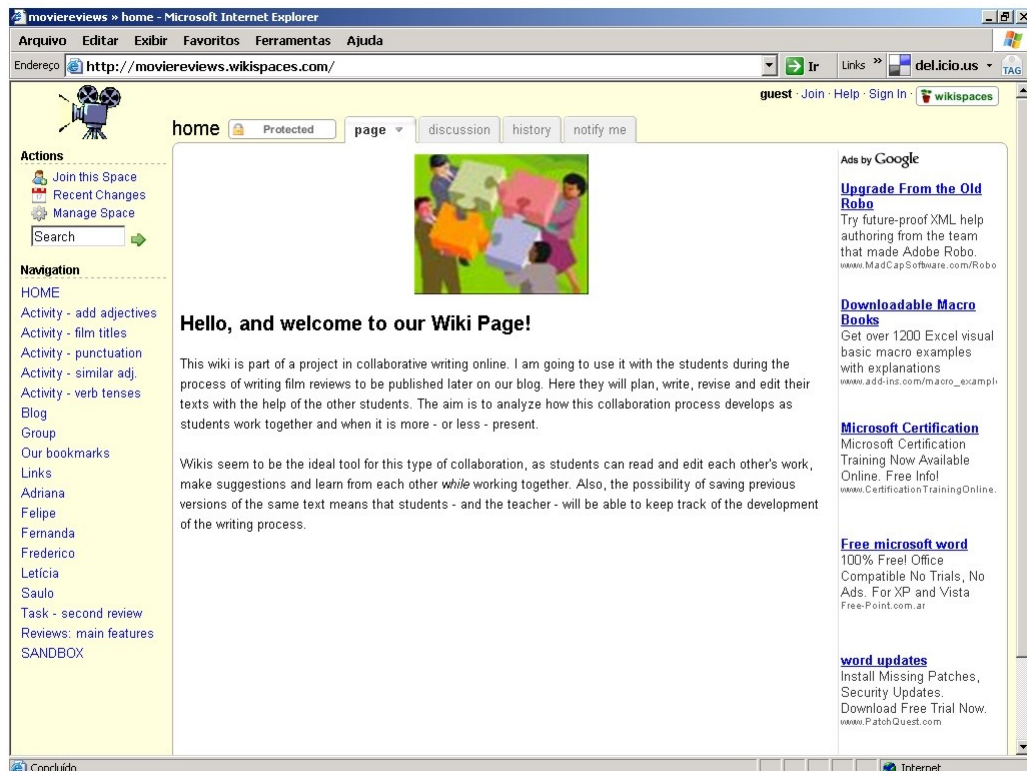 moviereviews » home - Microsoft Internet Explorer
Arquivo Editar Exibir Favoritos Ferramentas Ajuda
Endereço http://moviereviews.wikispaces.com/ Ir Links » del.icio.us TAG
guest · Join · Help · Sign In · wikispaces
home Protected page discussion history notify me
Actions
Join this Space
Recent Changes
Manage Space
Search
Navigation
HOME
Activity - add adjectives
Activity - film titles
Activity - punctuation
Activity - similar adj.
Activity - verb tenses
Blog
Group
Our bookmarks
Links
Adriana
Felipe
Fernanda
Frederico
Letícia
Saulo
Task - second review
Reviews: main features
SANDBOX
Hello, and welcome to our Wiki Page!
This wiki is part of a project in collaborative writing online. I am going to use it with the students during the
process of writing film reviews to be published later on our blog. Here they will plan, write, revise and edit their
texts with the help of the other students. The aim is to analyze how this collaboration process develops as
students work together and when it is more - or less - present.
Wikis seem to be the ideal tool for this type of collaboration, as students can read and edit each other's work,
make suggestions and learn from each other while working together. Also, the possibility of saving previous
versions of the same text means that students - and the teacher - will be able to keep track of the development
of the writing process.
Ads by Google
Upgrade From the Old
Robo
Try future-proof XML help
authoring from the team
that made Adobe Robo.
www.MadCapSoftware.com/Robo
Downloadable Macro
Books
Get over 1200 Excel visual
basic macro examples
with explanations
www.add-ins.com/macro_exampl
Microsoft Certification
Microsoft Certification
Training Now Available
Online. Free Info!
www.CertificationTrainingOnline.
Free microsoft word
100% Free! Office
Compatible No Trials, No
Ads. For XP and Vista
Free-Point.com.ar
word updates
Install Missing Patches,
Security Updates.
Download Free Trial Now.
www.PatchQuest.com
Concluído Internet